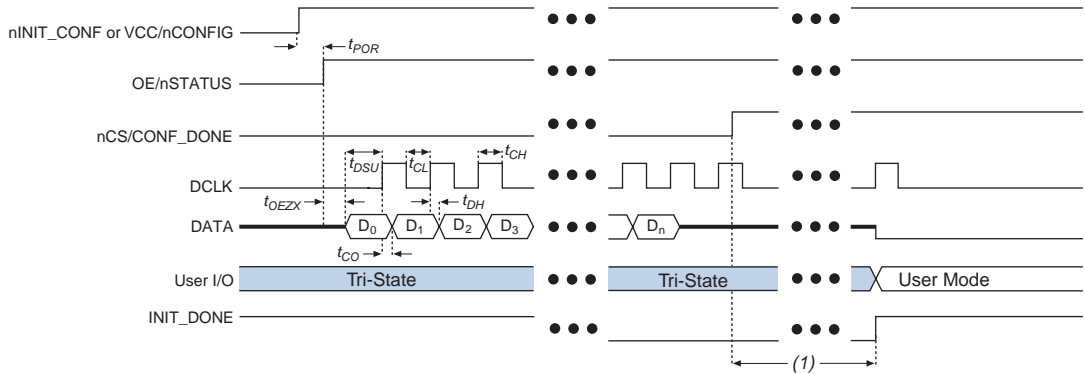 nINIT_CONF or VCC/nCONFIG
tPOR
OE/nSTATUS
nCS/CONF_DONE
tDSU
tCL
tCH
DCLK
tOEZX
tDH
DATA
D0
D1
D2
D3
Dn
tCO
User I/O
Tri-State
Tri-State
User Mode
INIT_DONE
(1)